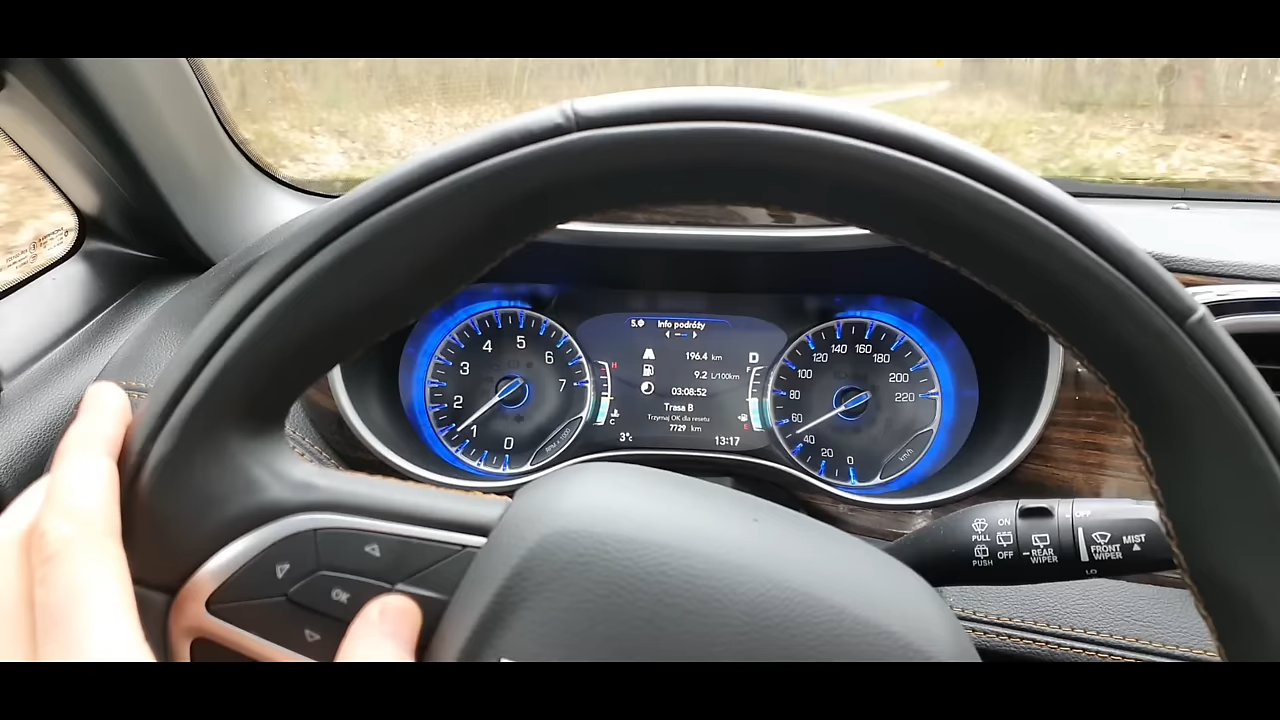 5.
Info podróży
196.4 km
9.2 L/100km
03:08:52
Trasa B
Trzymaj OK dla resetu
7729 km
3°C
13:17
D
H
C
F
E
0
1
2
3
4
5
6
7
RPM x 1000
0
20
40
60
80
100
120
140
160
180
200
220
km/h
OK
PULL
PUSH
ON
OFF
REAR
WIPER
OFF
FRONT
WIPER
MIST
LO